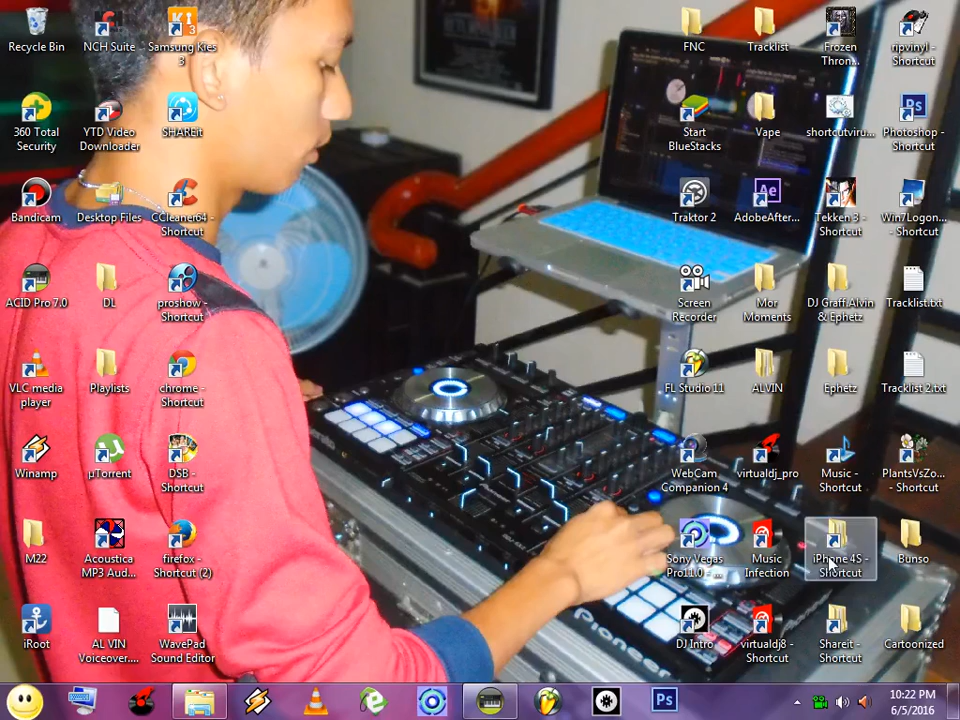 Recycle Bin
NCH Suite
Samsung Kies
3
FNC
Tracklist
Frozen
Thron...
ripvinyl -
Shortcut
360 Total
Security
YTD Video
Downloader
SHAREit
Start
BlueStacks
Vape
shortcutviru...
Photoshop -
Shortcut
Bandicam
Desktop Files
CCleaner64 -
Shortcut
Traktor 2
AdobeAfter...
Tekken 3 -
Shortcut
Win7Logon...
- Shortcut
ACID Pro 7.0
DL
proshow -
Shortcut
Screen
Recorder
Mor
Moments
DJ Graff,Alvin
& Ephetz
Tracklist.txt
VLC media
player
Playlists
chrome -
Shortcut
FL Studio 11
ALVIN
Ephetz
Tracklist 2.txt
Winamp
µTorrent
DSB -
Shortcut
WebCam
Companion 4
virtualdj_pro
Music -
Shortcut
PlantsVsZo...
- Shortcut
M22
Acoustica
MP3 Aud...
firefox -
Shortcut (2)
Sony Vegas
Pro11.0 - ...
Music
Infection
iPhone 4S -
Shortcut
Bunso
iRoot
AL VIN
Voiceover....
WavePad
Sound Editor
DJ Intro
virtualdj8 -
Shortcut
Shareit -
Shortcut
Cartoonized
Pioneer
10:22 PM
6/5/2016